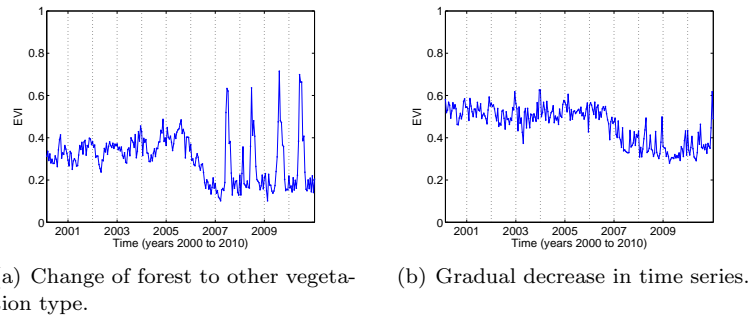 1
0.8
0.6
0.4
0.2
0
EVI
2001 2003 2005 2007 2009
Time (years 2000 to 2010)
1
0.8
0.6
0.4
0.2
0
EVI
2001 2003 2005 2007 2009
Time (years 2000 to 2010)
a) Change of forest to other vegeta-
ion type.
(b) Gradual decrease in time series.